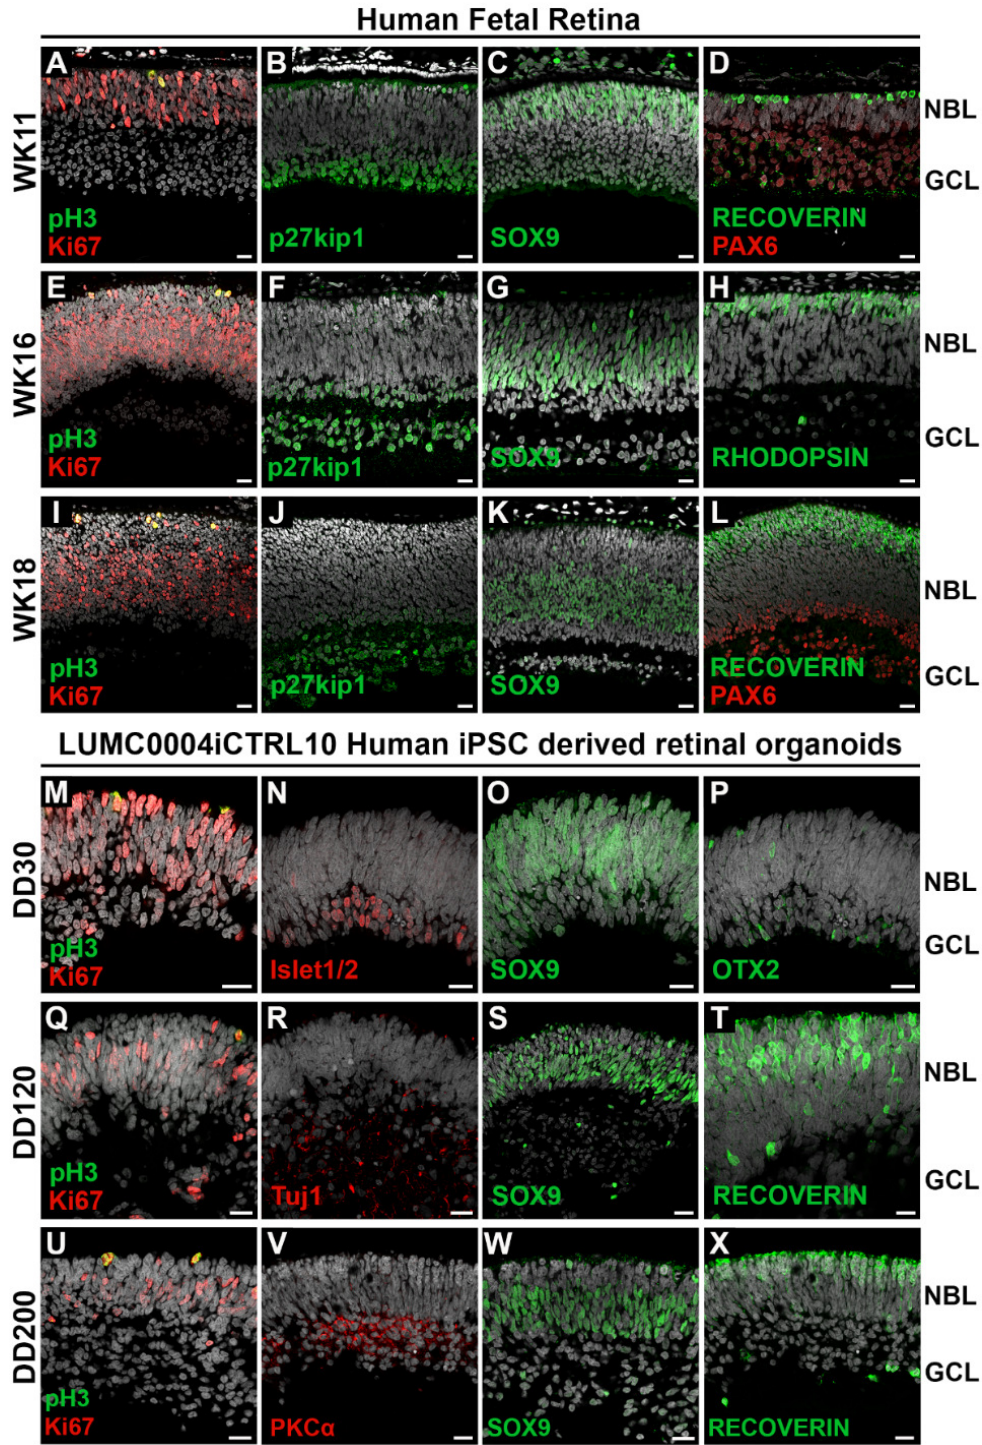 Human Fetal Retina
WK11
A
pH3
Ki67
B
p27kip1
C
SOX9
D
RECOVERIN
PAX6
NBL
GCL
WK16
E
pH3
Ki67
F
p27kip1
G
SOX9
H
RHODOPSIN
NBL
GCL
WK18
I
pH3
Ki67
J
p27kip1
K
SOX9
L
RECOVERIN
PAX6
NBL
GCL
LUMC0004iCTRL10 Human iPSC derived retinal organoids
DD30
M
pH3
Ki67
N
Islet1/2
O
SOX9
P
OTX2
NBL
GCL
DD120
Q
pH3
Ki67
R
Tuj1
S
SOX9
T
RECOVERIN
NBL
GCL
DD200
U
pH3
Ki67
V
PKCα
W
SOX9
X
RECOVERIN
NBL
GCL